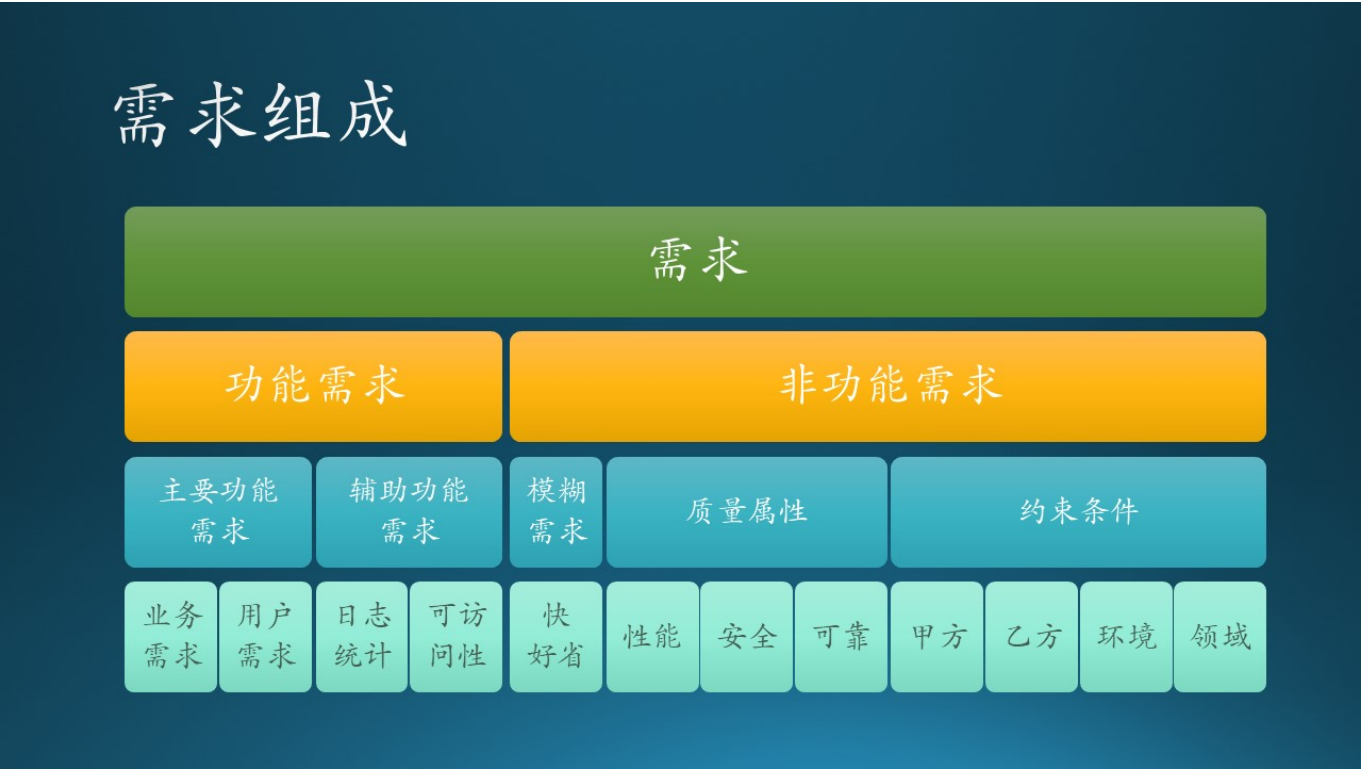 需求组成
需求
功能需求
非功能需求
主要功能
需求
辅助功能
需求
模糊
需求
质量属性
约束条件
业务
需求
用户
需求
日志
统计
可访
问性
快
好省
性能
安全
可靠
甲方
乙方
环境
领域